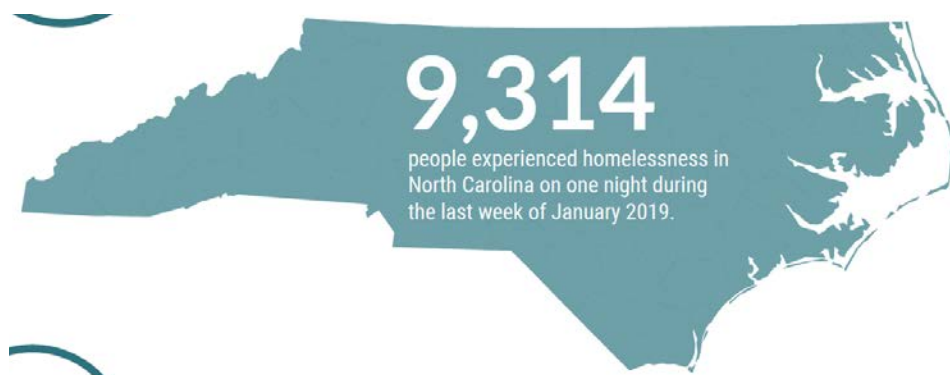 9,314
people experienced homelessness in
North Carolina on one night during
the last week of January 2019.